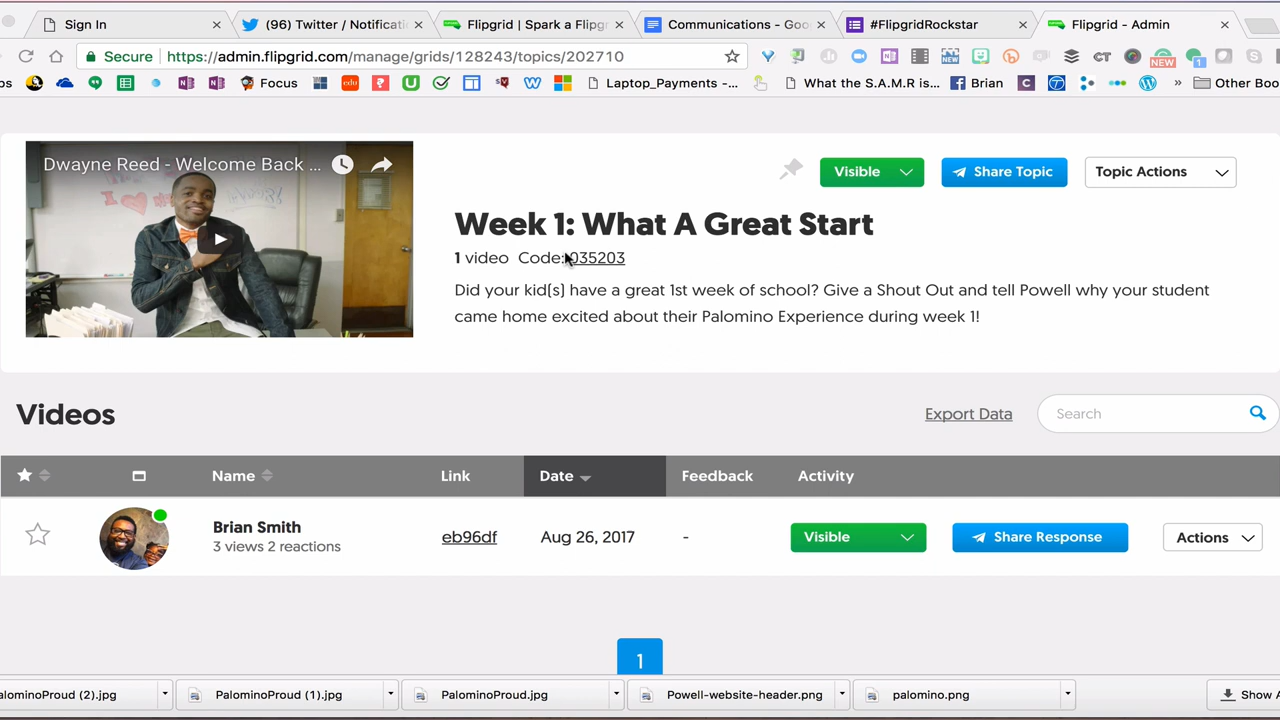 Sign In
(96) Twitter / Notificati
Flipgrid | Spark a Flipgr
Communications - Goo
#FlipgridRockstar
Flipgrid - Admin
Secure
https://admin.flipgrid.com/manage/grids/128243/topics/202710
NEW
NEW
1
ps
Focus
edu
Laptop_Payments -...
What the S.A.M.R is...
Brian
Other Boo
Dwayne Reed - Welcome Back ...
Visible
Share Topic
Topic Actions
Week 1: What A Great Start
1 video Code: 035203
Did your kid(s) have a great 1st week of school? Give a Shout Out and tell Powell why your student
came home excited about their Palomino Experience during week 1!
Videos
Export Data
Search
Name
Link
Date
Feedback
Activity
Brian Smith
3 views 2 reactions
eb96df
Aug 26, 2017
-
Visible
Share Response
Actions
1
alominoProud (2).jpg
PalominoProud (1).jpg
PalominoProud.jpg
Powell-website-header.png
palomino.png
Show A